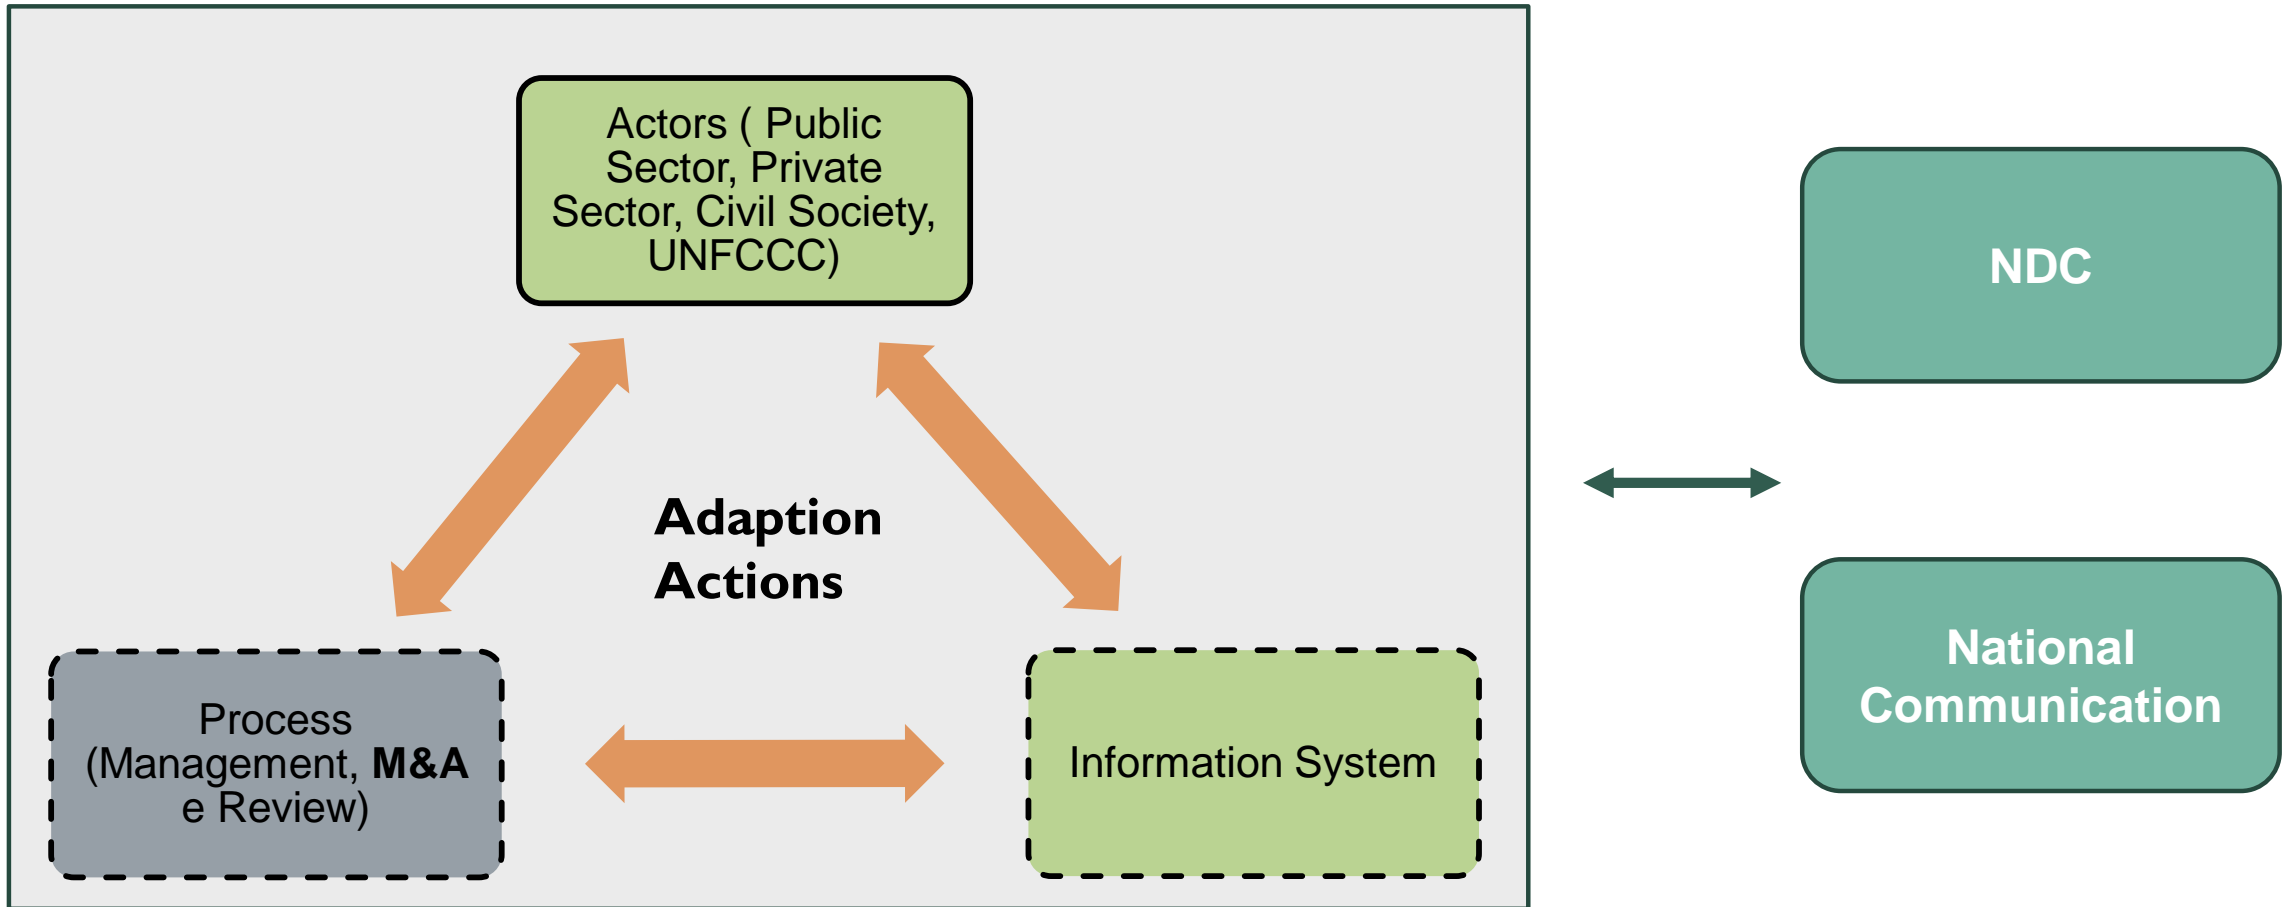 Actors ( Public
Sector, Private
Sector, Civil Society,
UNFCCC)
Adaption
Actions
Process
(Management, M&A
e Review)
Information System
NDC
National
Communication